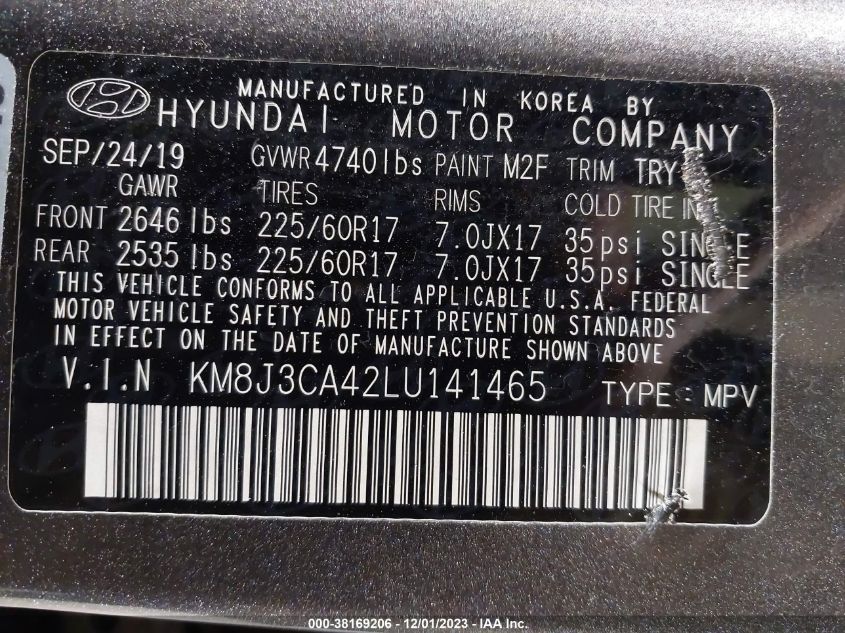 MANUFACTURED IN KOREA BY
HYUNDAI MOTOR COMPANY
SEP/24/19 GVWR 4740lbs PAINT M2F TRIM TRY
GAWR TIRES RIMS COLD TIRE
FRONT 2646 lbs 225/60R17 7.0JX17 35psi SINGLE
REAR 2535 lbs 225/60R17 7.0JX17 35psi SINGLE
THIS VEHICLE CONFORMS TO ALL APPLICABLE U.S.A. FEDERAL
MOTOR VEHICLE SAFETY AND THEFT PREVENTION STANDARDS
IN EFFECT ON THE DATE OF MANUFACTURE SHOWN ABOVE
V.I.N KM8J3CA42LU141465 TYPE : MPV
000-38169206 - 12/01/2023 - IAA Inc.